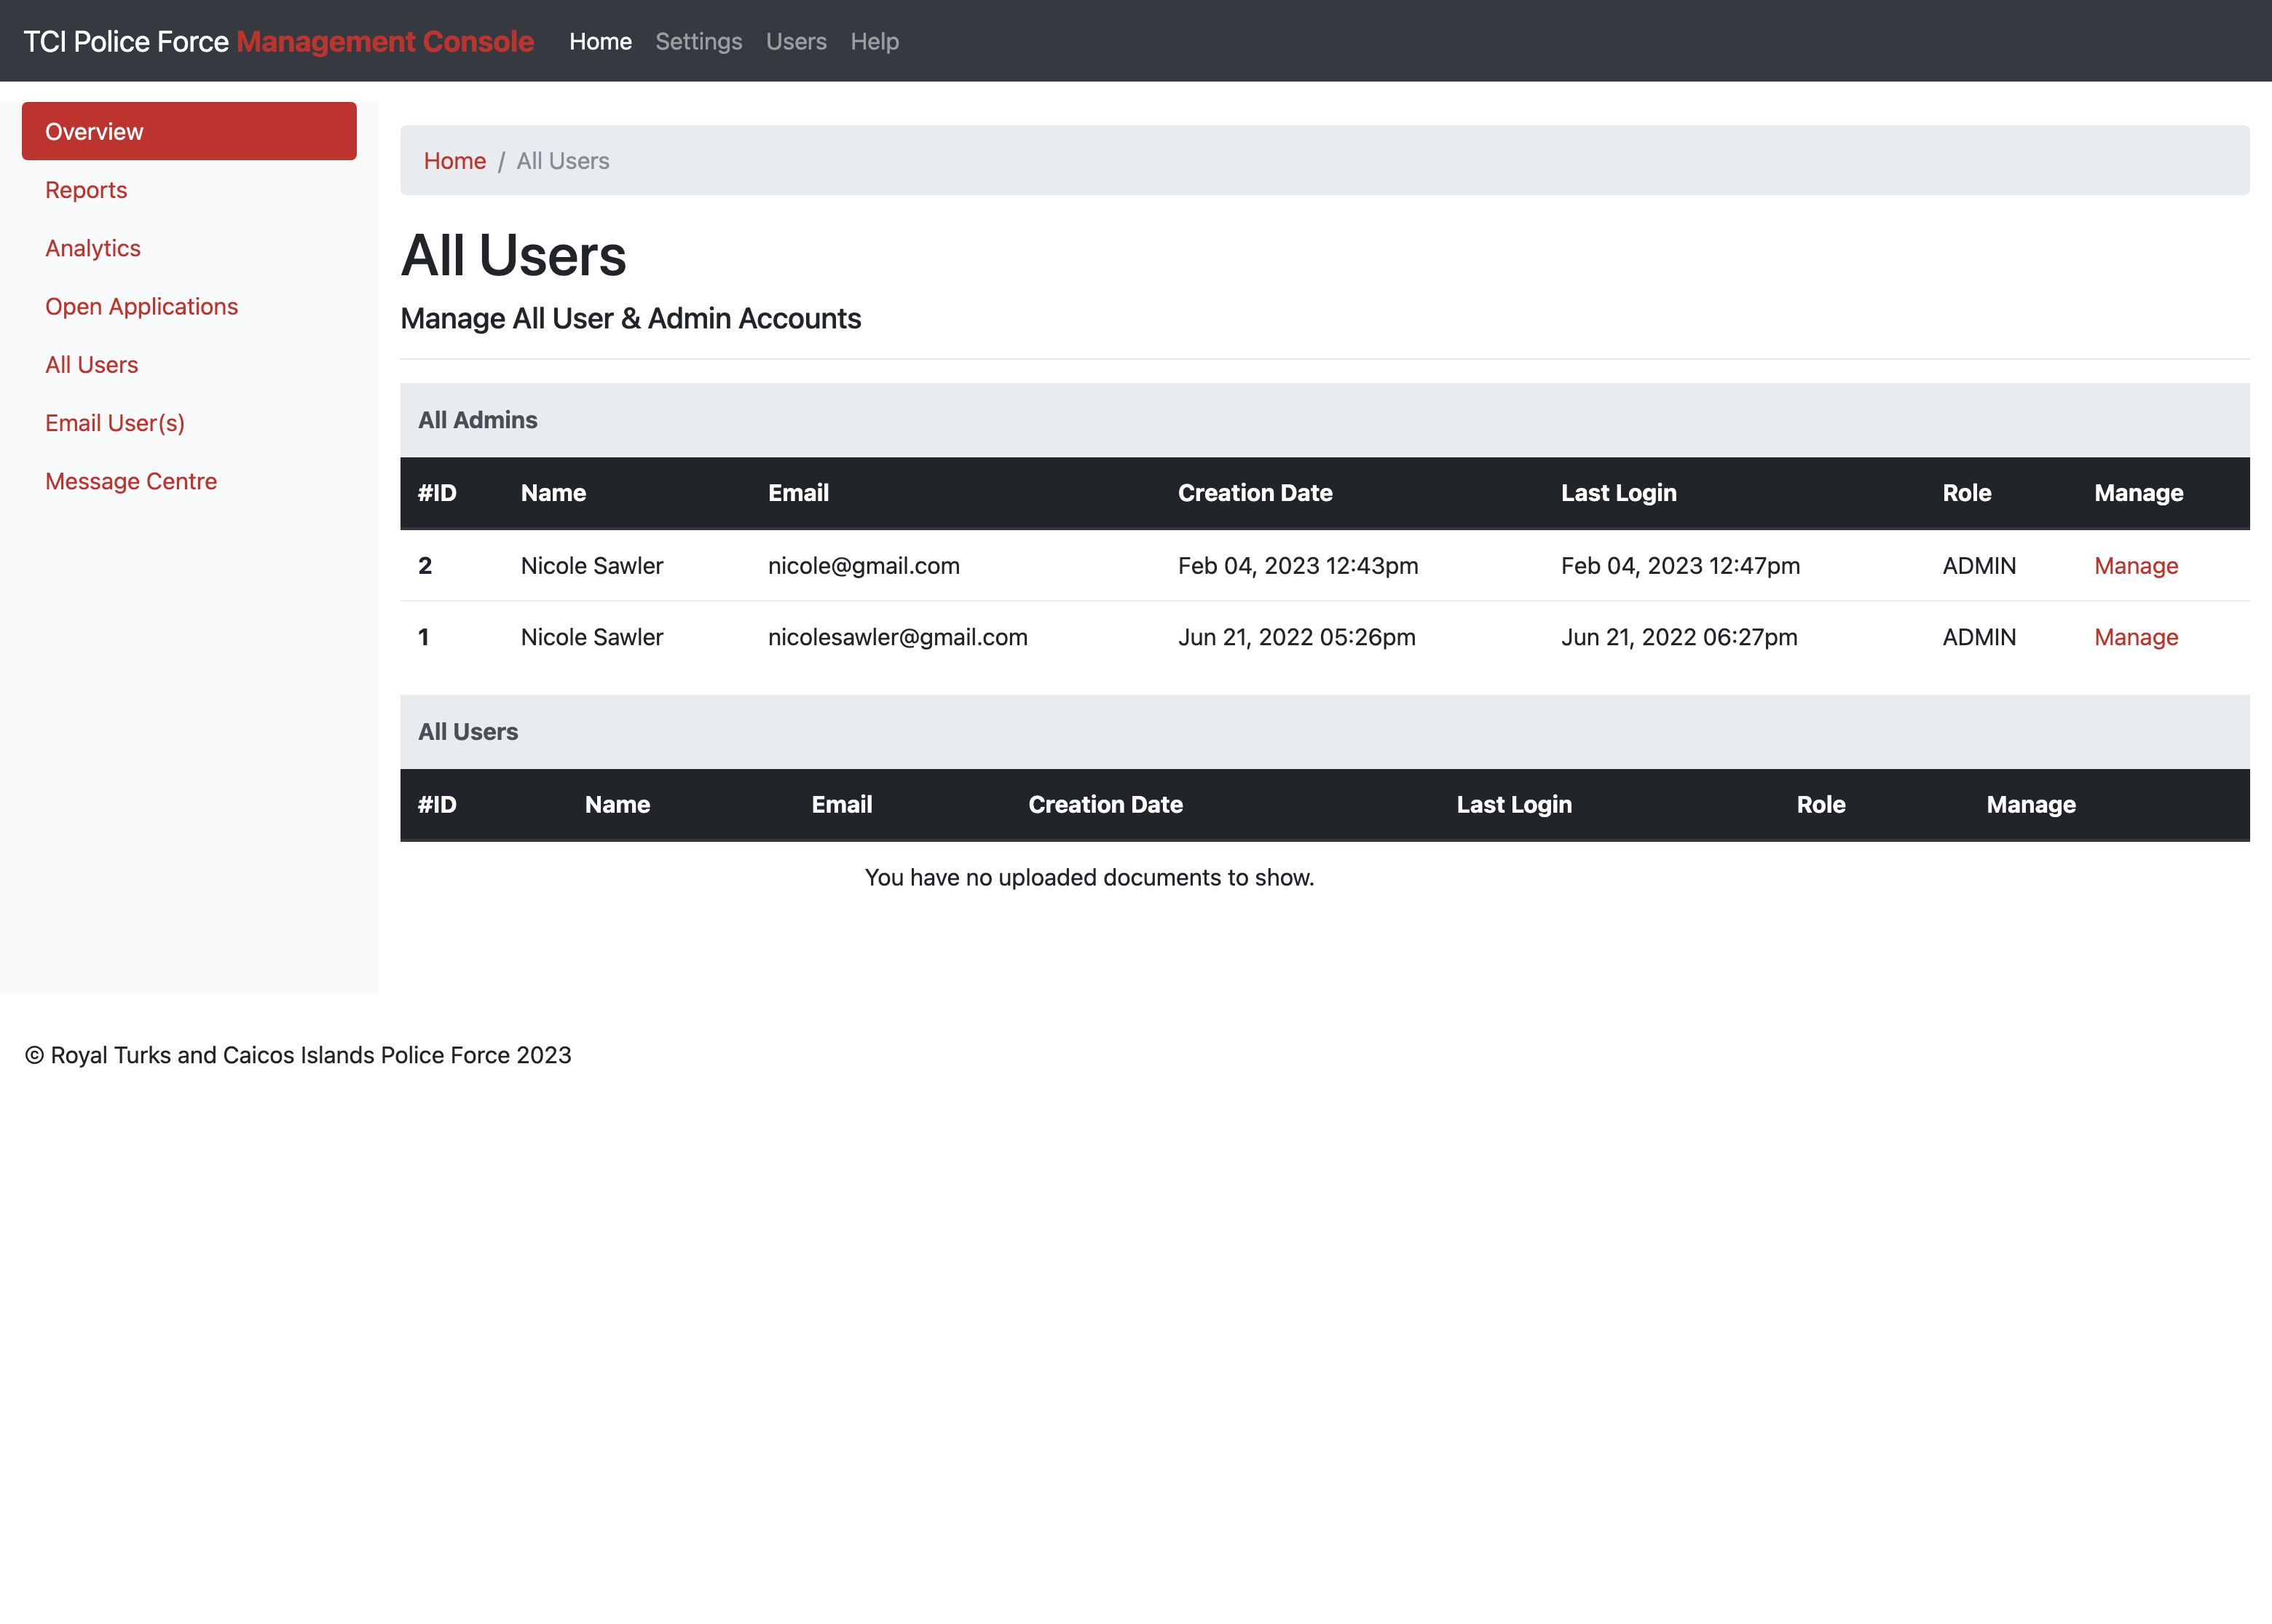 TCI Police Force Management Console Home Settings Users Help
Overview
Reports
Analytics
Open Applications
All Users
Email User(s)
Message Centre
Home / All Users
All Users
Manage All User & Admin Accounts
All Admins
#ID Name Email Creation Date Last Login Role Manage
2 Nicole Sawler nicole@gmail.com Feb 04, 2023 12:43pm Feb 04, 2023 12:47pm ADMIN Manage
1 Nicole Sawler nicolesawler@gmail.com Jun 21, 2022 05:26pm Jun 21, 2022 06:27pm ADMIN Manage
All Users
#ID Name Email Creation Date Last Login Role Manage
You have no uploaded documents to show.
© Royal Turks and Caicos Islands Police Force 2023